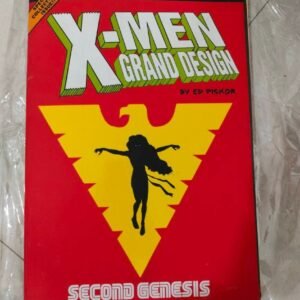 X-MEN
GRAND DESIGN
BY ED PISKOR
SECOND GENESIS